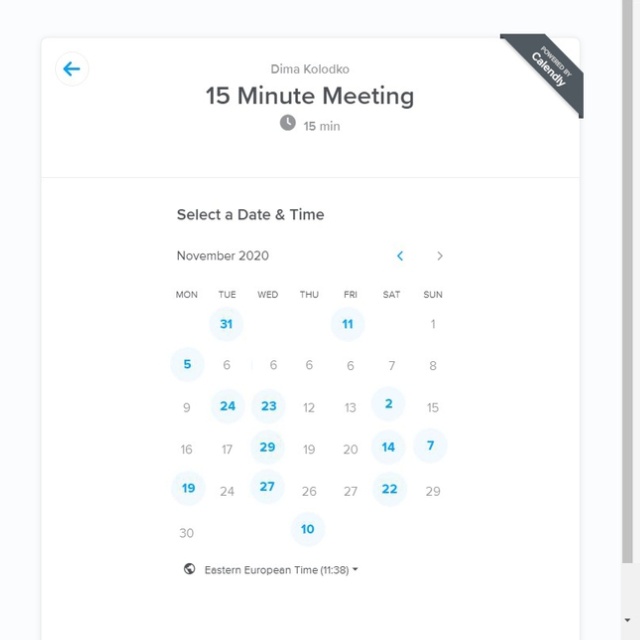 Dima Kolodko
POWERED BY
Calendly
15 Minute Meeting
15 min
Select a Date & Time
November 2020
MON TUE WED THU FRI SAT SUN
31 11 1
5 6 6 6 6 7 8
9 24 23 12 13 2 15
16 17 29 19 20 14 7
19 24 27 26 27 22 29
30 10
Eastern European Time (11:38)